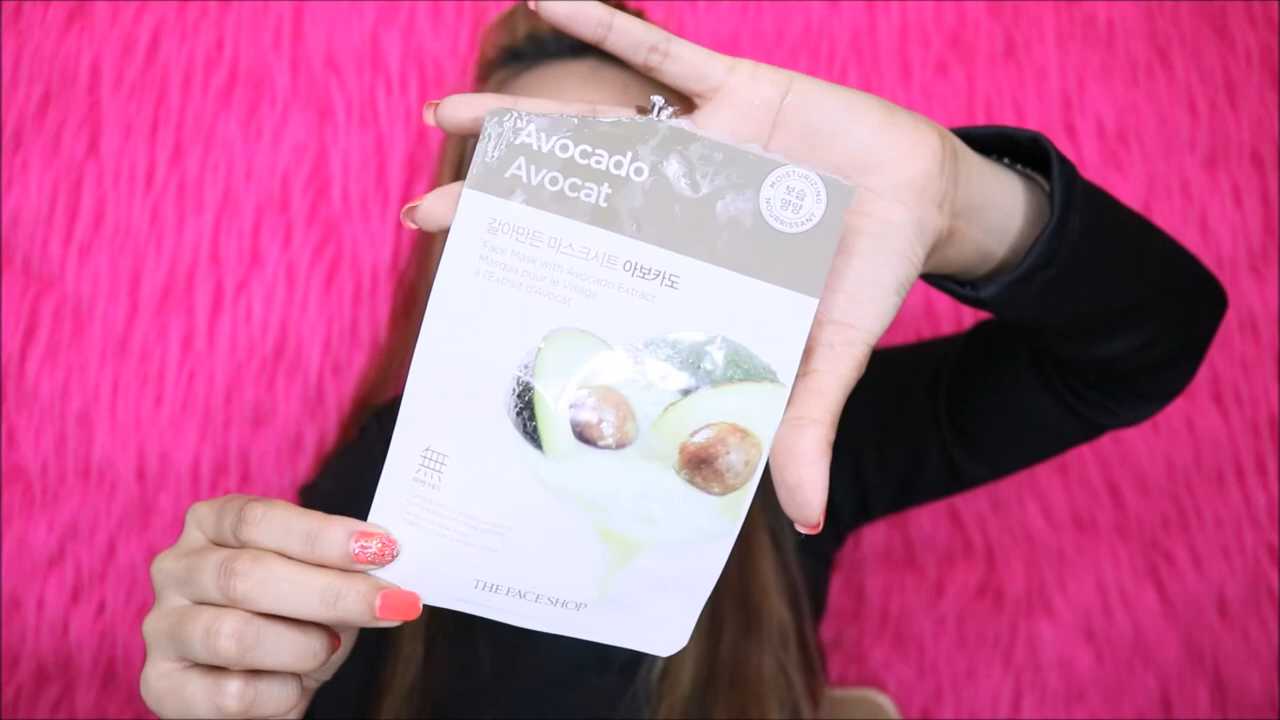 Avocado
Avocat
MOISTURIZING
보습
영양
NOURRISSANT
갈아만든 마스크시트 아보카도
Face Mask with Avocado Extract
Masque pour le Visage
à l'Extrait d'Avocat
無
THE FACE SHOP